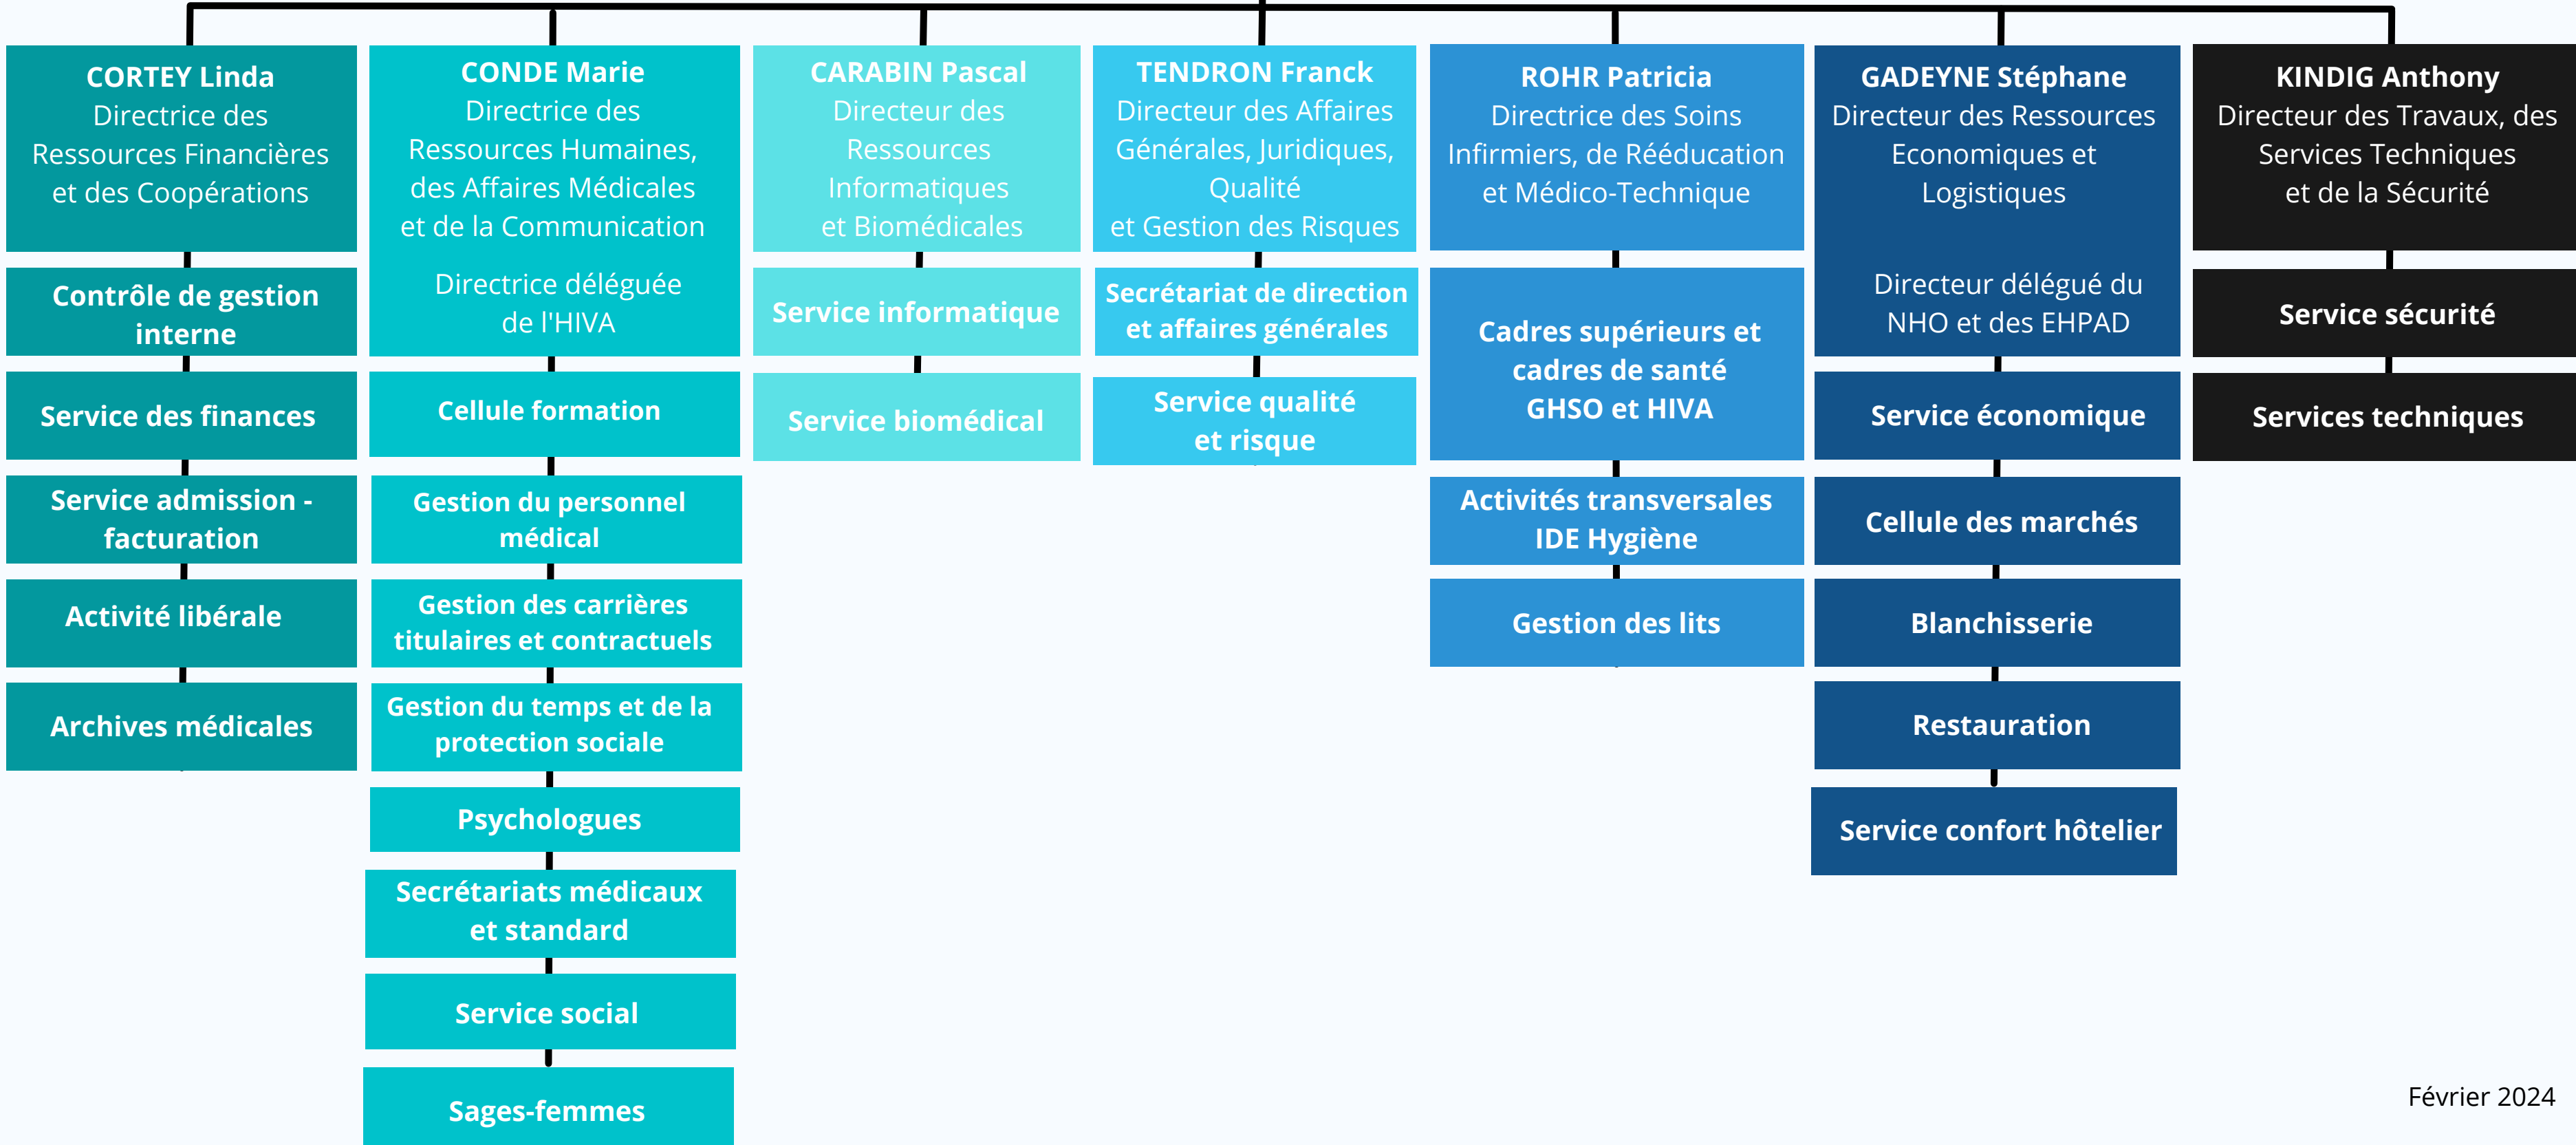 CORTEY Linda
Directrice des
Ressources Financières
et des Coopérations
Contrôle de gestion
interne
Service des finances
Service admission -
facturation
Activité libérale
Archives médicales
CONDE Marie
Directrice des
Ressources Humaines,
des Affaires Médicales
et de la Communication
Directrice déléguée
de l'HIVA
Cellule formation
Gestion du personnel
médical
Gestion des carrières
titulaires et contractuels
Gestion du temps et de la
protection sociale
Psychologues
Secrétariats médicaux
et standard
Service social
Sages-femmes
CARABIN Pascal
Directeur des
Ressources
Informatiques
et Biomédicales
Service informatique
Service biomédical
TENDRON Franck
Directeur des Affaires
Générales, Juridiques,
Qualité
et Gestion des Risques
Secrétariat de direction
et affaires générales
Service qualité
et risque
ROHR Patricia
Directrice des Soins
Infirmiers, de Rééducation
et Médico-Technique
Cadres supérieurs et
cadres de santé
GHSO et HIVA
Activités transversales
IDE Hygiène
Gestion des lits
GADEYNE Stéphane
Directeur des Ressources
Economiques et
Logistiques
Directeur délégué du
NHO et des EHPAD
Service économique
Cellule des marchés
Blanchisserie
Restauration
Service confort hôtelier
KINDIG Anthony
Directeur des Travaux, des
Services Techniques
et de la Sécurité
Service sécurité
Services techniques
Février 2024